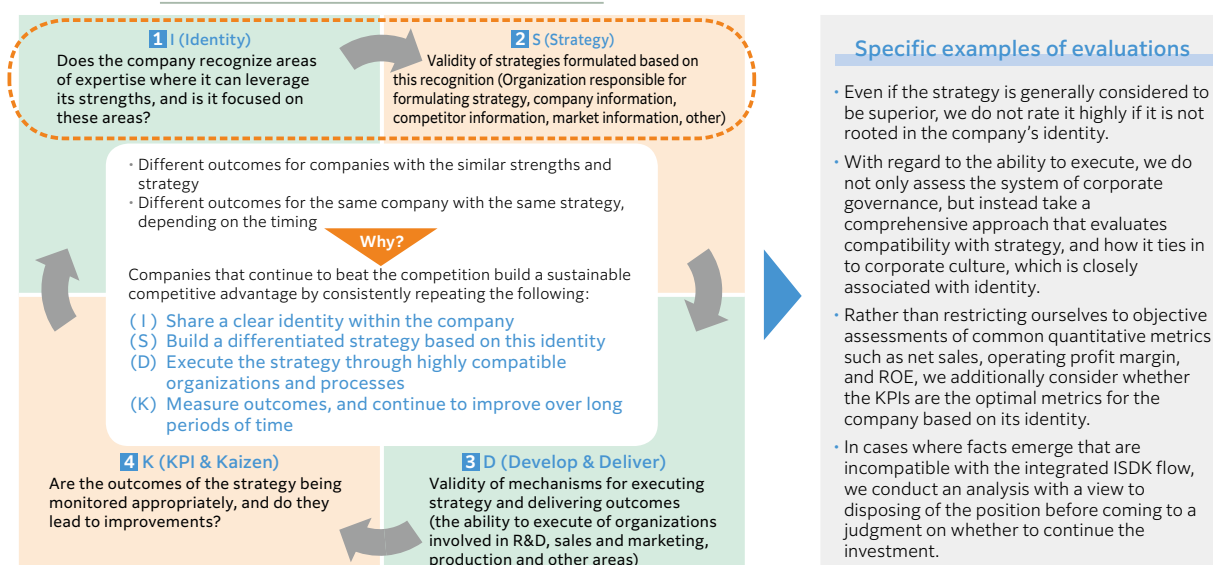 1 I (Identity)
Does the company recognize areas
of expertise where it can leverage
its strengths, and is it focused on
these areas?
2 S (Strategy)
Validity of strategies formulated based on
this recognition (Organization responsible for
formulating strategy, company information,
competitor information, market information, other)
・Different outcomes for companies with the similar strengths and
strategy
・Different outcomes for the same company with the same strategy,
depending on the timing
Why?
Companies that continue to beat the competition build a sustainable
competitive advantage by consistently repeating the following:
( I ) Share a clear identity within the company
(S) Build a differentiated strategy based on this identity
(D) Execute the strategy through highly compatible
organizations and processes
(K) Measure outcomes, and continue to improve over long
periods of time
4 K (KPI & Kaizen)
Are the outcomes of the strategy being
monitored appropriately, and do they
lead to improvements?
3 D (Develop & Deliver)
Validity of mechanisms for executing
strategy and delivering outcomes
(the ability to execute of organizations
involved in R&D, sales and marketing,
production and other areas)
Specific examples of evaluations
・Even if the strategy is generally considered to
be superior, we do not rate it highly if it is not
rooted in the company's identity.
・With regard to the ability to execute, we do
not only assess the system of corporate
governance, but instead take a
comprehensive approach that evaluates
compatibility with strategy, and how it ties in
to corporate culture, which is closely
associated with identity.
・Rather than restricting ourselves to objective
assessments of common quantitative metrics
such as net sales, operating profit margin,
and ROE, we additionally consider whether
the KPIs are the optimal metrics for the
company based on its identity.
・In cases where facts emerge that are
incompatible with the integrated ISDK flow,
we conduct an analysis with a view to
disposing of the position before coming to a
judgment on whether to continue the
investment.